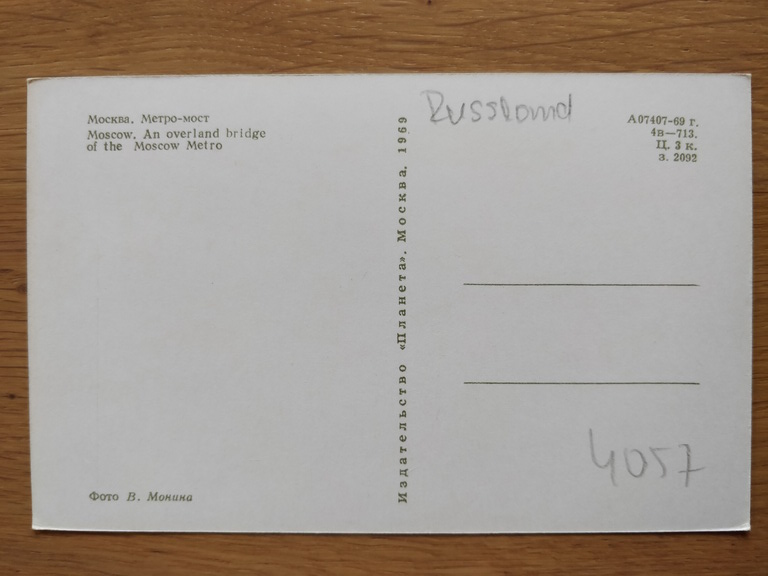 Москва. Метро-мост
Moscow. An overland bridge
of the Moscow Metro
Фото В. Монина
Издательство «Планета». Москва. 1969
Russland
А07407-69 г.
4в—713.
Ц. 3 к.
з. 2092
4057